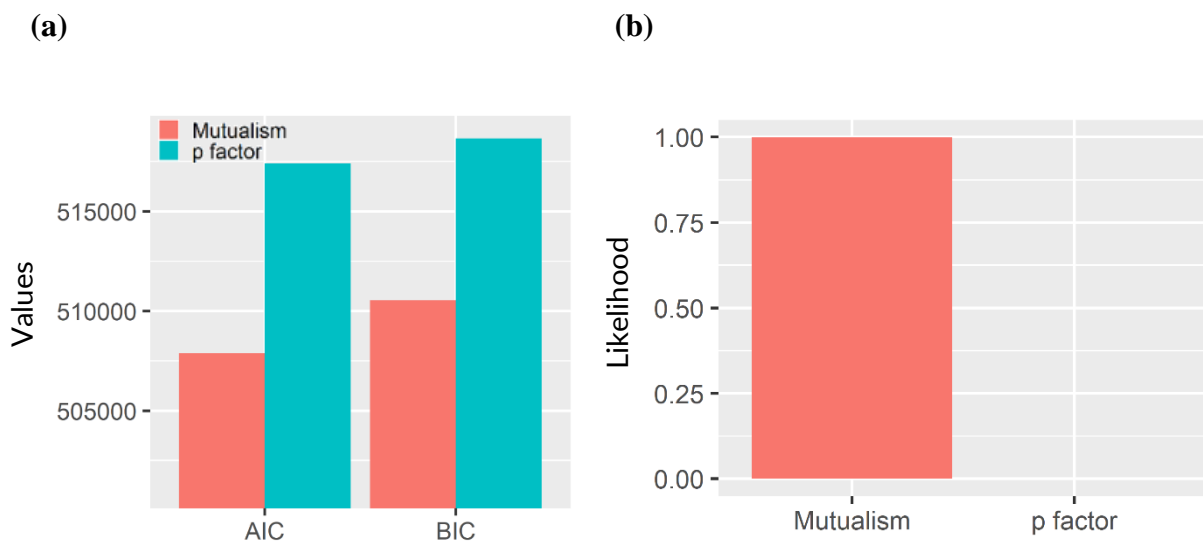 (a)
(b)
Mutualism
p factor
Values
515000
510000
505000
AIC BIC
Likelihood
1.00
0.75
0.50
0.25
0.00
Mutualism p factor